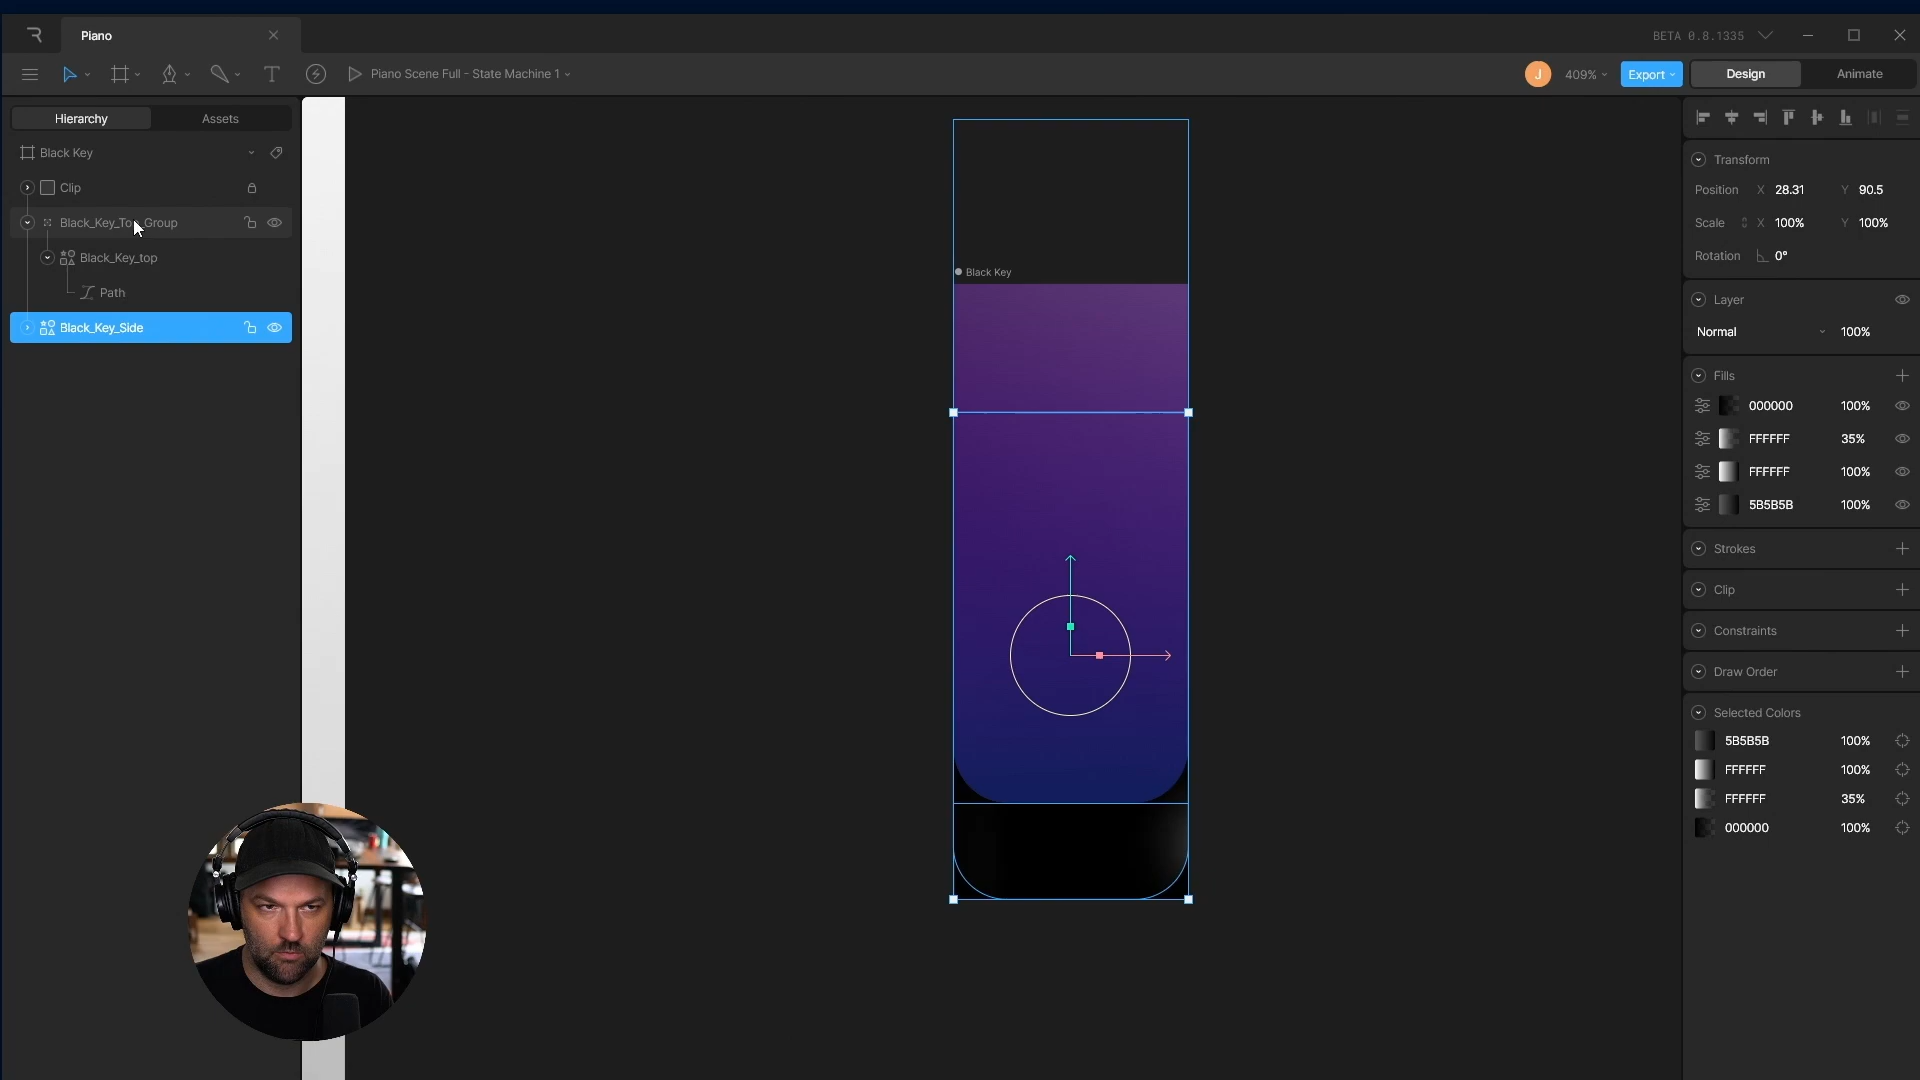 Piano
BETA 0.8.1335
Piano Scene Full - State Machine 1
J
409%
Export
Design
Animate
Hierarchy
Assets
Black Key
Clip
Black_Key_To Group
Black_Key_top
Path
Black_Key_Side
Black Key
Transform
Position X 28.31 Y 90.5
Scale X 100% Y 100%
Rotation 0°
Layer
Normal 100%
Fills
000000 100%
FFFFFF 35%
FFFFFF 100%
5B5B5B 100%
Strokes
Clip
Constraints
Draw Order
Selected Colors
5B5B5B 100%
FFFFFF 100%
FFFFFF 35%
000000 100%